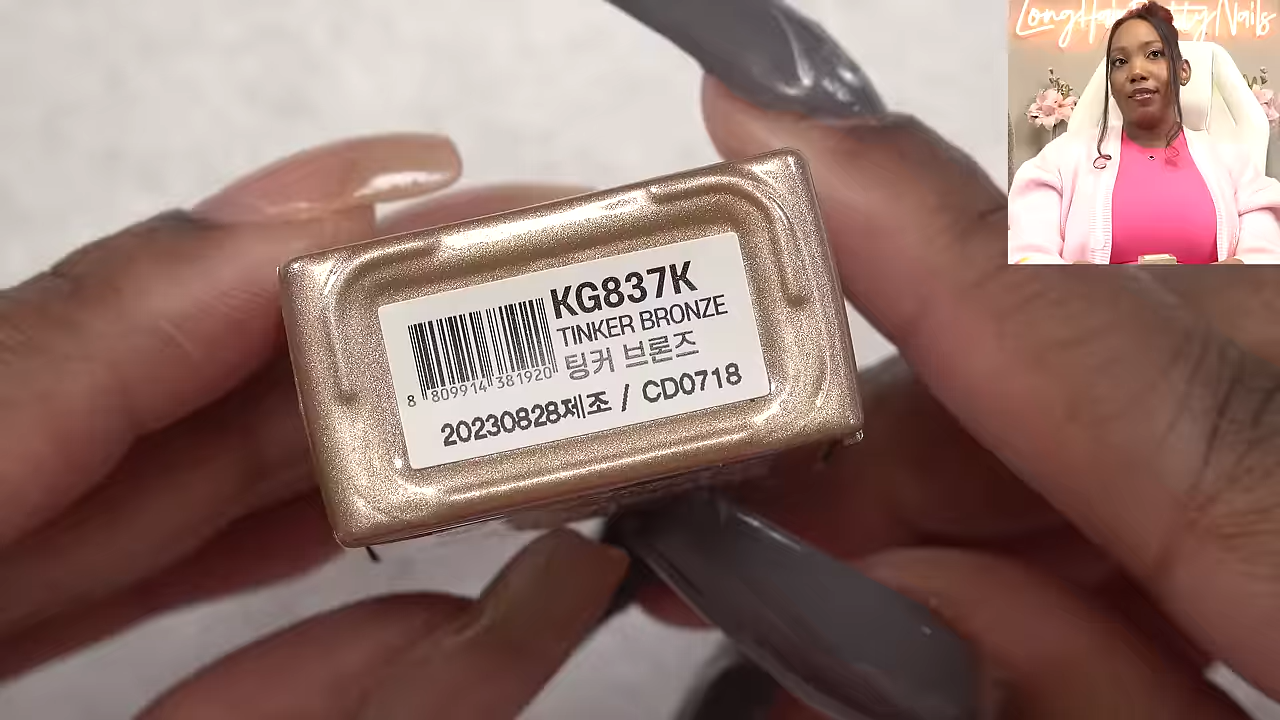 LongHairPrettyNails
KG837K
TINKER BRONZE
팅커 브론즈
8 809914 381920
20230828제조 / CD0718